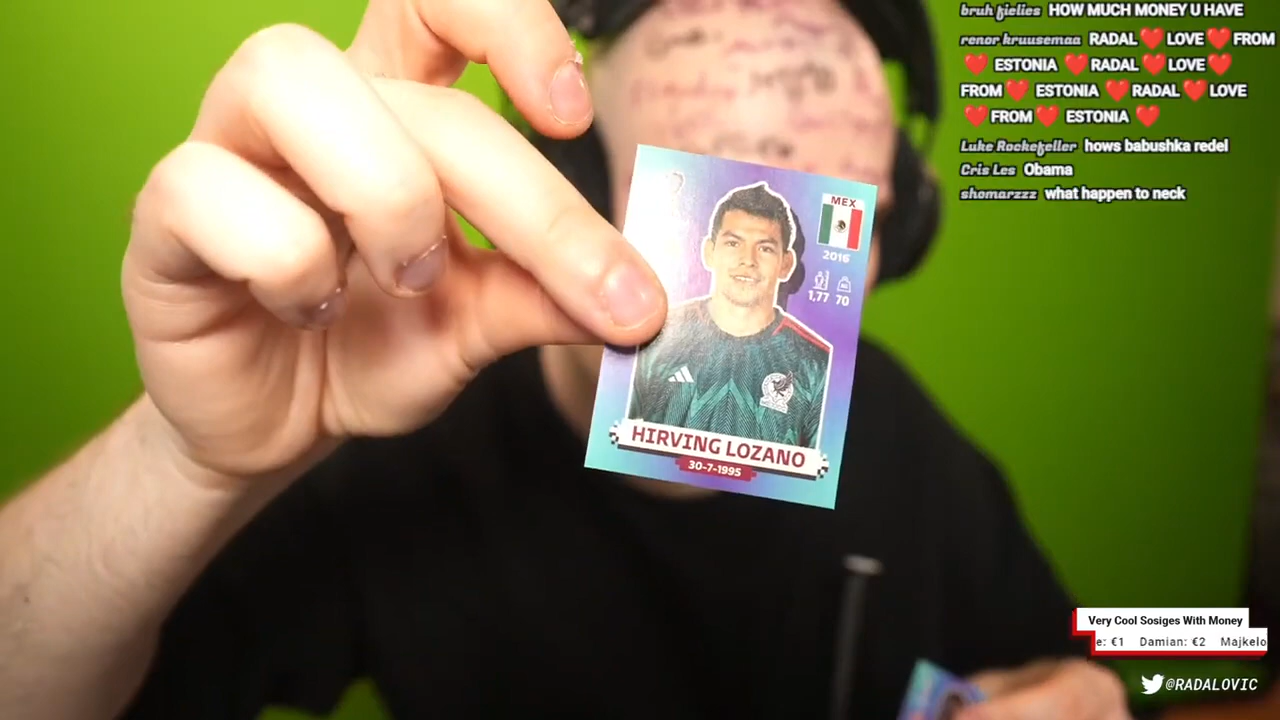 bruh fielies HOW MUCH MONEY U HAVE
renor kruusemaa RADAL ❤️ LOVE ❤️ FROM
❤️ ESTONIA ❤️ RADAL ❤️ LOVE ❤️
FROM ❤️ ESTONIA ❤️ RADAL ❤️ LOVE
❤️ FROM ❤️ ESTONIA ❤️
Luke Rockefeller hows babushka redel
Cris Les Obama
shomarzzz what happen to neck
MEX
2016
1,77 70
HIRVING LOZANO
30-7-1995
Very Cool Sosiges With Money
e: €1 Damian: €2 Majkelo
@RADALOVIC